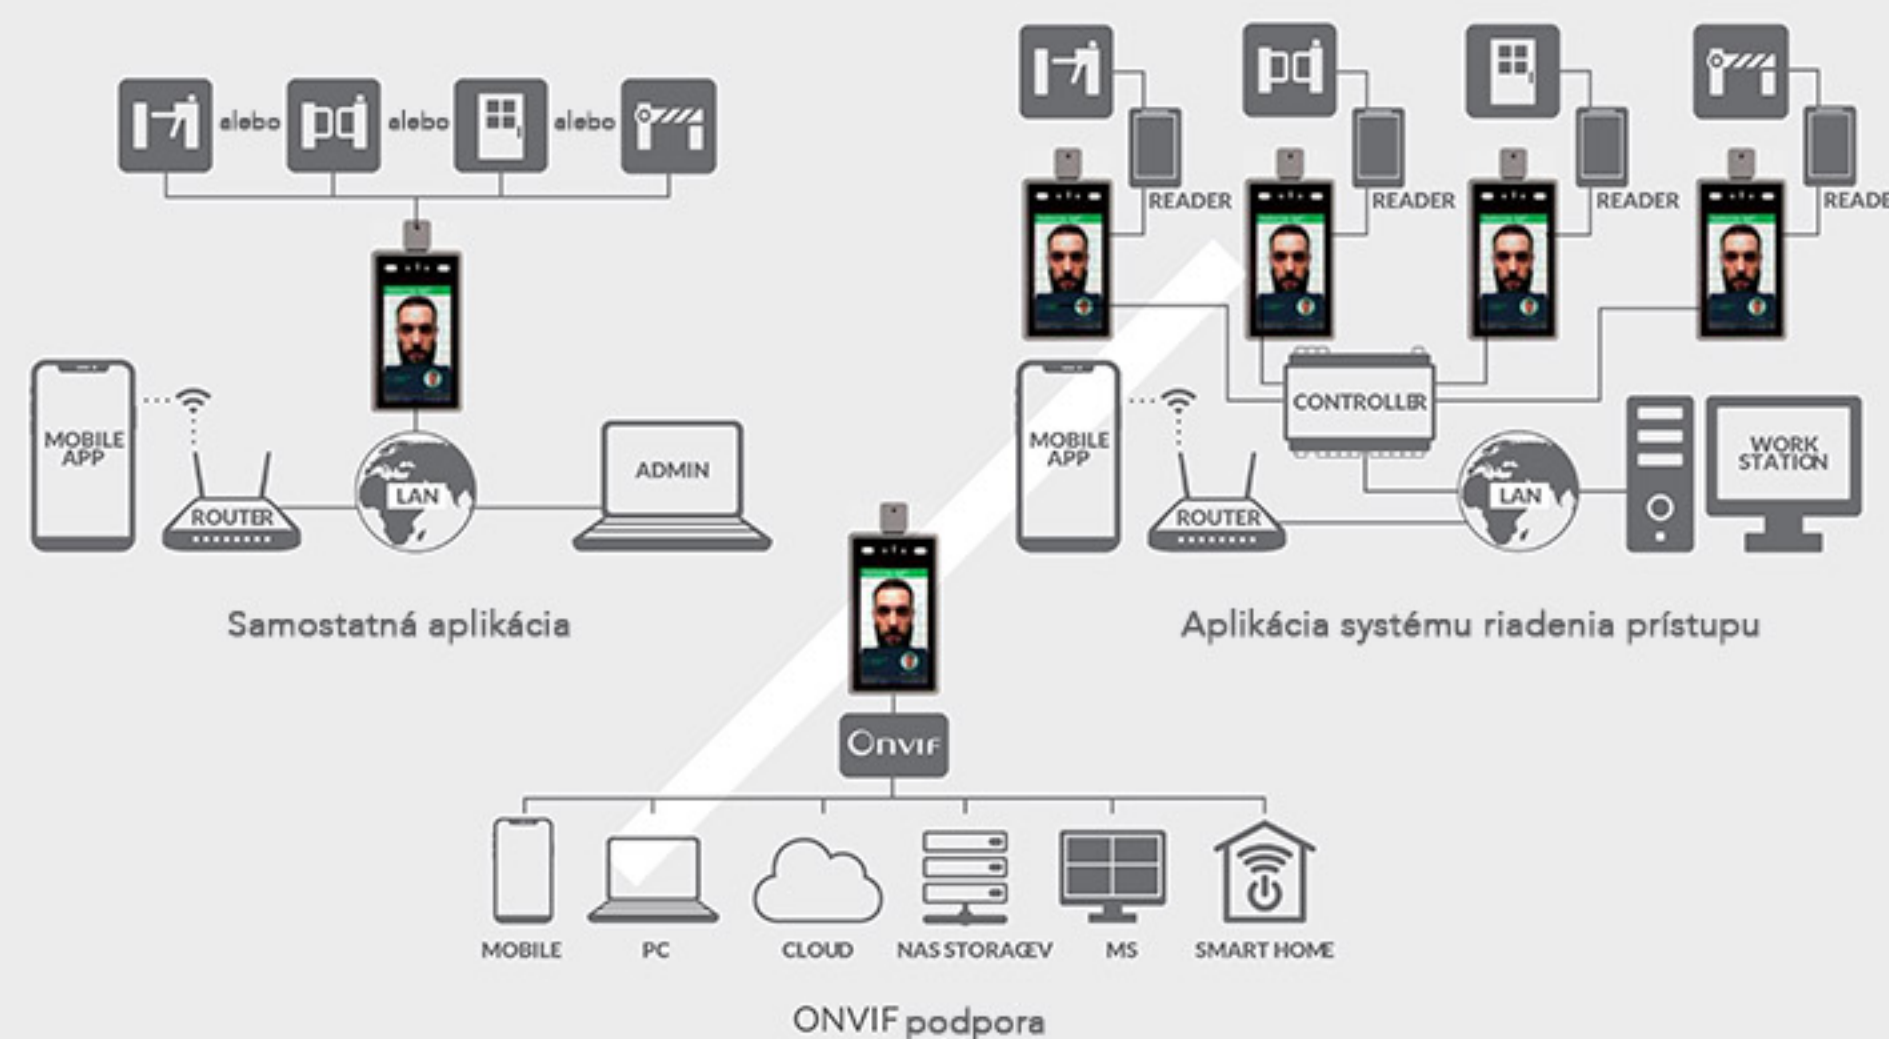 alebo alebo alebo
MOBILE
APP
ROUTER
LAN
ADMIN
Samostatná aplikácia
READER READER READER READE
CONTROLLER
MOBILE
APP
ROUTER
LAN
WORK
STATION
Aplikácia systému riadenia prístupu
Onvif
MOBILE PC CLOUD NAS STORAGEV MS SMART HOME
ONVIF podpora